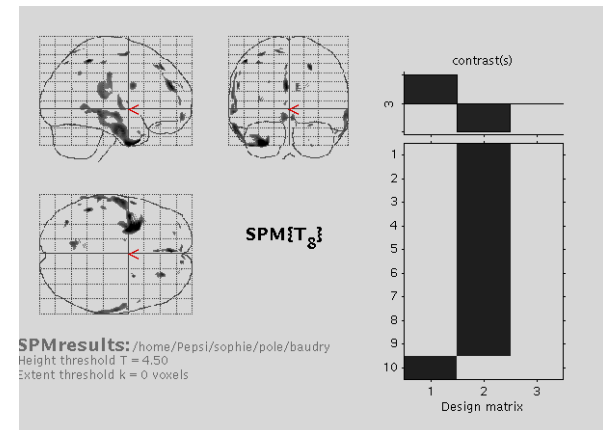 contrast(s)
3
SPM{T8}
1
2
3
4
5
6
7
8
9
10
1 2 3
Design matrix
SPMresults: /home/Pepsi/sophie/pole/baudry
Height threshold T = 4.50
Extent threshold k = 0 voxels